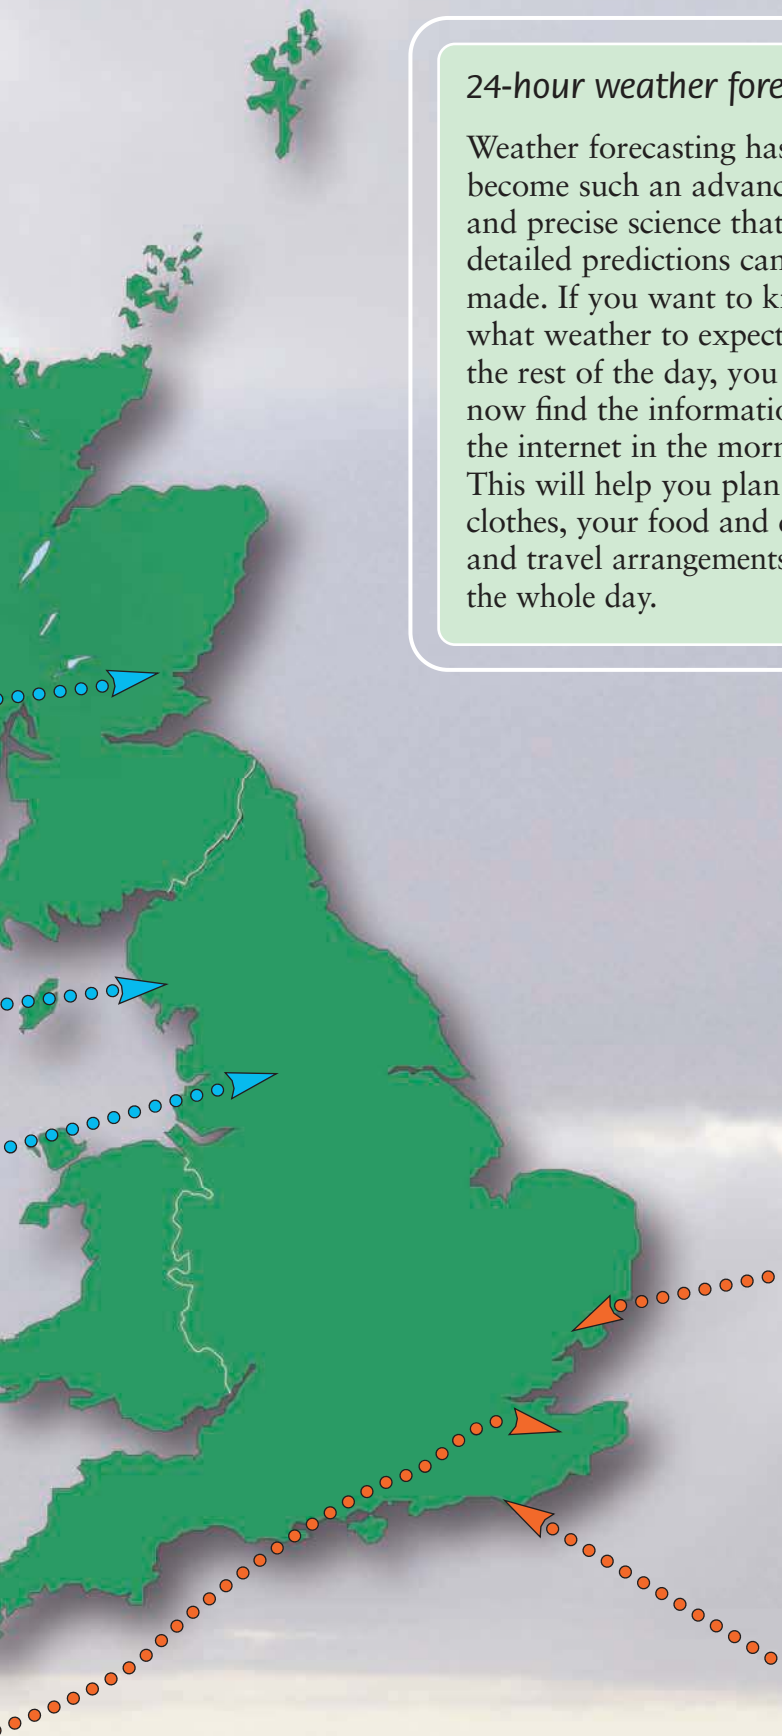 24-hour weather fore
Weather forecasting has
become such an advanc
and precise science that
detailed predictions can
made. If you want to k
what weather to expect
the rest of the day, you
now find the informatio
the internet in the morn
This will help you plan
clothes, your food and
and travel arrangements
the whole day.